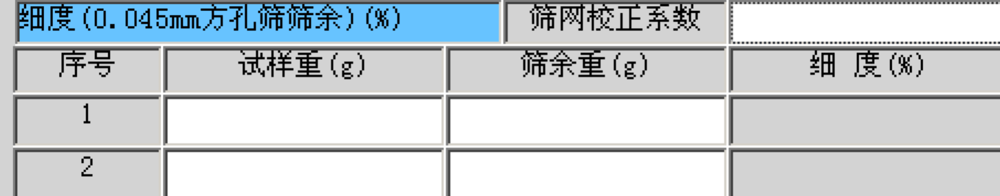 细度(0.045mm方孔筛筛余)(%) 筛网校正系数
序号 试样重(g) 筛余重(g) 细 度(%)
1
2